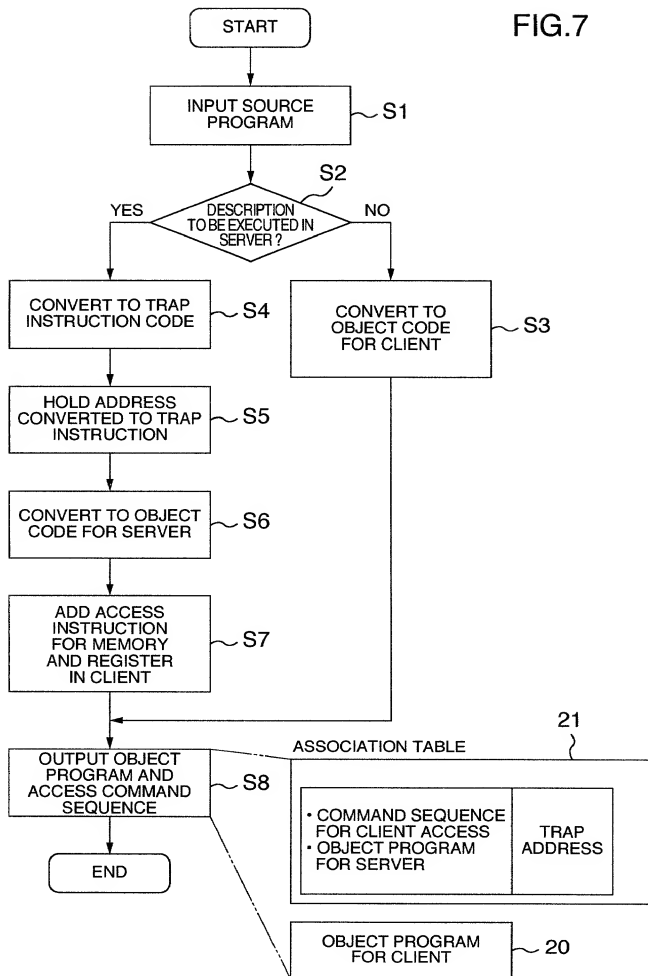 START
FIG.7
INPUT SOURCE
PROGRAM
S1
S2
YES
DESCRIPTION
TO BE EXECUTED IN
SERVER ?
NO
CONVERT TO TRAP
INSTRUCTION CODE
S4
CONVERT TO
OBJECT CODE
FOR CLIENT
S3
HOLD ADDRESS
CONVERTED TO TRAP
INSTRUCTION
S5
CONVERT TO OBJECT
CODE FOR SERVER
S6
ADD ACCESS
INSTRUCTION
FOR MEMORY
AND REGISTER
IN CLIENT
S7
OUTPUT OBJECT
PROGRAM AND
ACCESS COMMAND
SEQUENCE
S8
END
ASSOCIATION TABLE
21
• COMMAND SEQUENCE
FOR CLIENT ACCESS
• OBJECT PROGRAM
FOR SERVER
TRAP
ADDRESS
OBJECT PROGRAM
FOR CLIENT
20